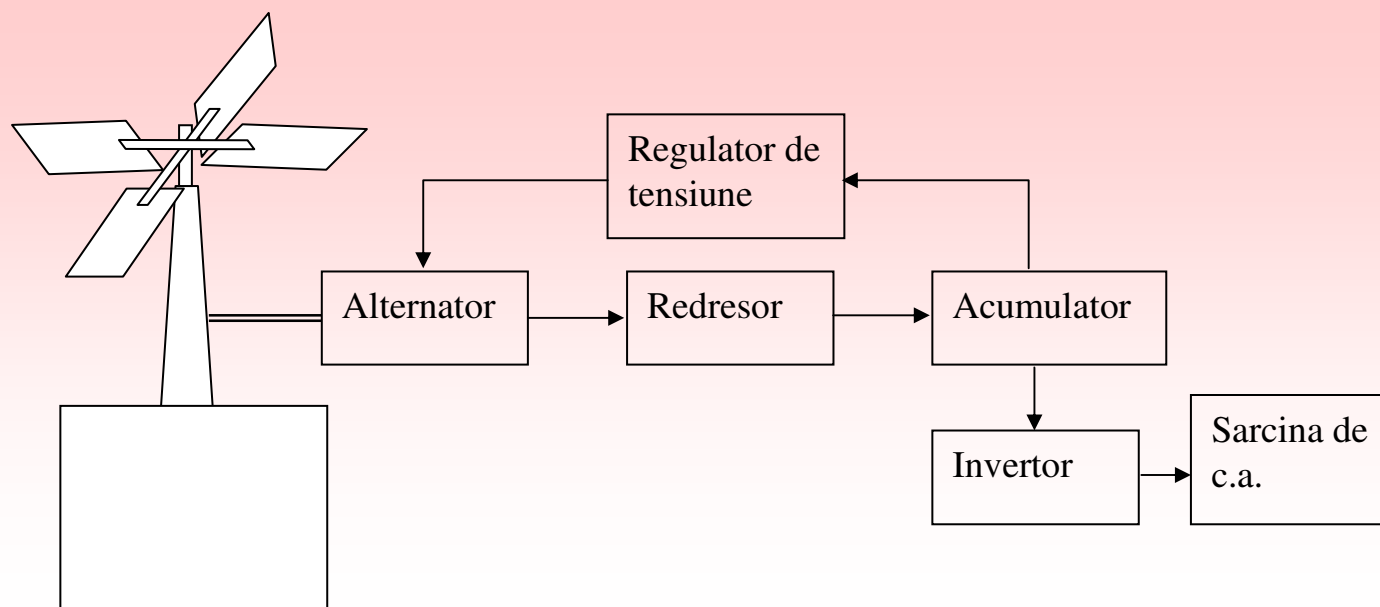 Regulator de
tensiune
Alternator
Redresor
Acumulator
Invertor
Sarcina de
c.a.